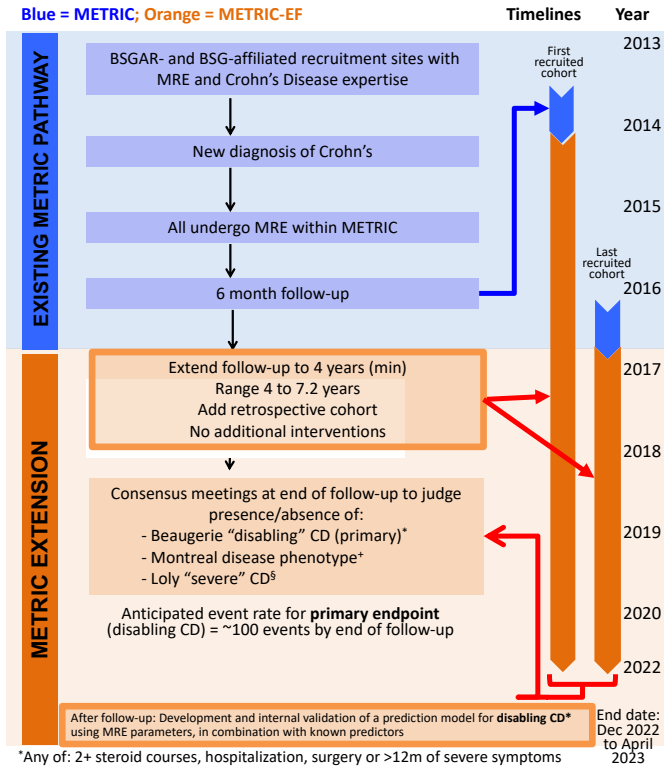 Blue = METRIC; Orange = METRIC-EF
Timelines
Year
EXISTING METRIC PATHWAY
BSGAR- and BSG-affiliated recruitment sites with
MRE and Crohn's Disease expertise
New diagnosis of Crohn's
All undergo MRE within METRIC
6 month follow-up
First
recruited
cohort
Last
recruited
cohort
2013
2014
2015
2016
2017
2018
2019
2020
2022
METRIC EXTENSION
Extend follow-up to 4 years (min)
Range 4 to 7.2 years
Add retrospective cohort
No additional interventions
Consensus meetings at end of follow-up to judge
presence/absence of:
- Beaugerie "disabling" CD (primary)*
- Montreal disease phenotype+
- Loly "severe" CD§
Anticipated event rate for primary endpoint
(disabling CD) = ~100 events by end of follow-up
After follow-up: Development and internal validation of a prediction model for disabling CD*
using MRE parameters, in combination with known predictors
End date:
Dec 2022
to April
2023
*Any of: 2+ steroid courses, hospitalization, surgery or >12m of severe symptoms